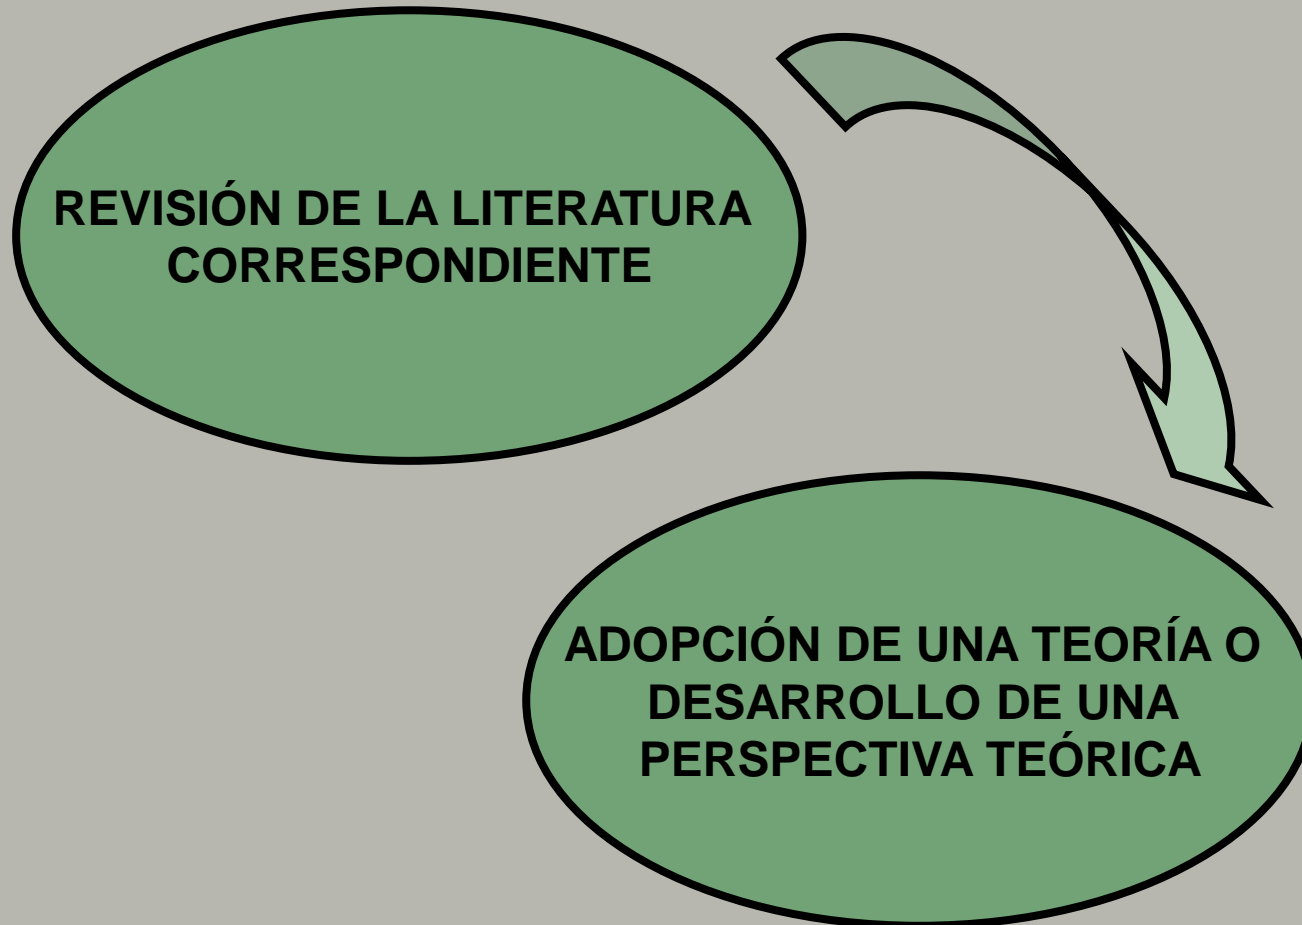 REVISIÓN DE LA LITERATURA
CORRESPONDIENTE
ADOPCIÓN DE UNA TEORÍA O
DESARROLLO DE UNA
PERSPECTIVA TEÓRICA